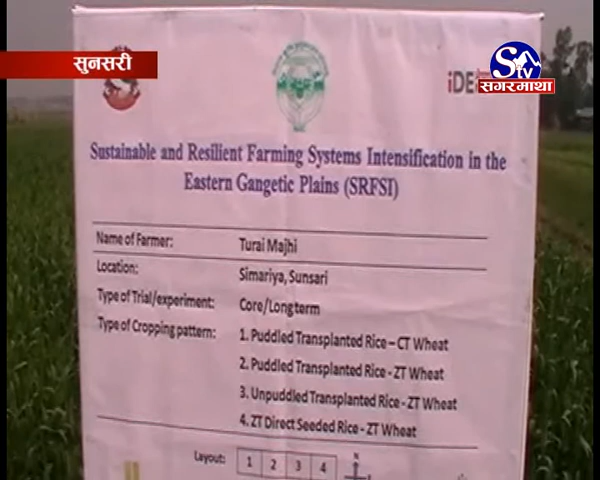 सुनसरी
S tv
सगरमाथा
iDE
Sustainable and Resilient Farming Systems Intensification in the
Eastern Gangetic Plains (SRFSI)
Name of Farmer: Turai Majhi
Location: Simariya, Sunsari
Type of Trial/experiment: Core/Longterm
Type of Cropping pattern: 1. Puddled Transplanted Rice – CT Wheat
2. Puddled Transplanted Rice - ZT Wheat
3. Unpuddled Transplanted Rice - ZT Wheat
4. ZT Direct Seeded Rice - ZT Wheat
Layout: 1 2 3 4 N